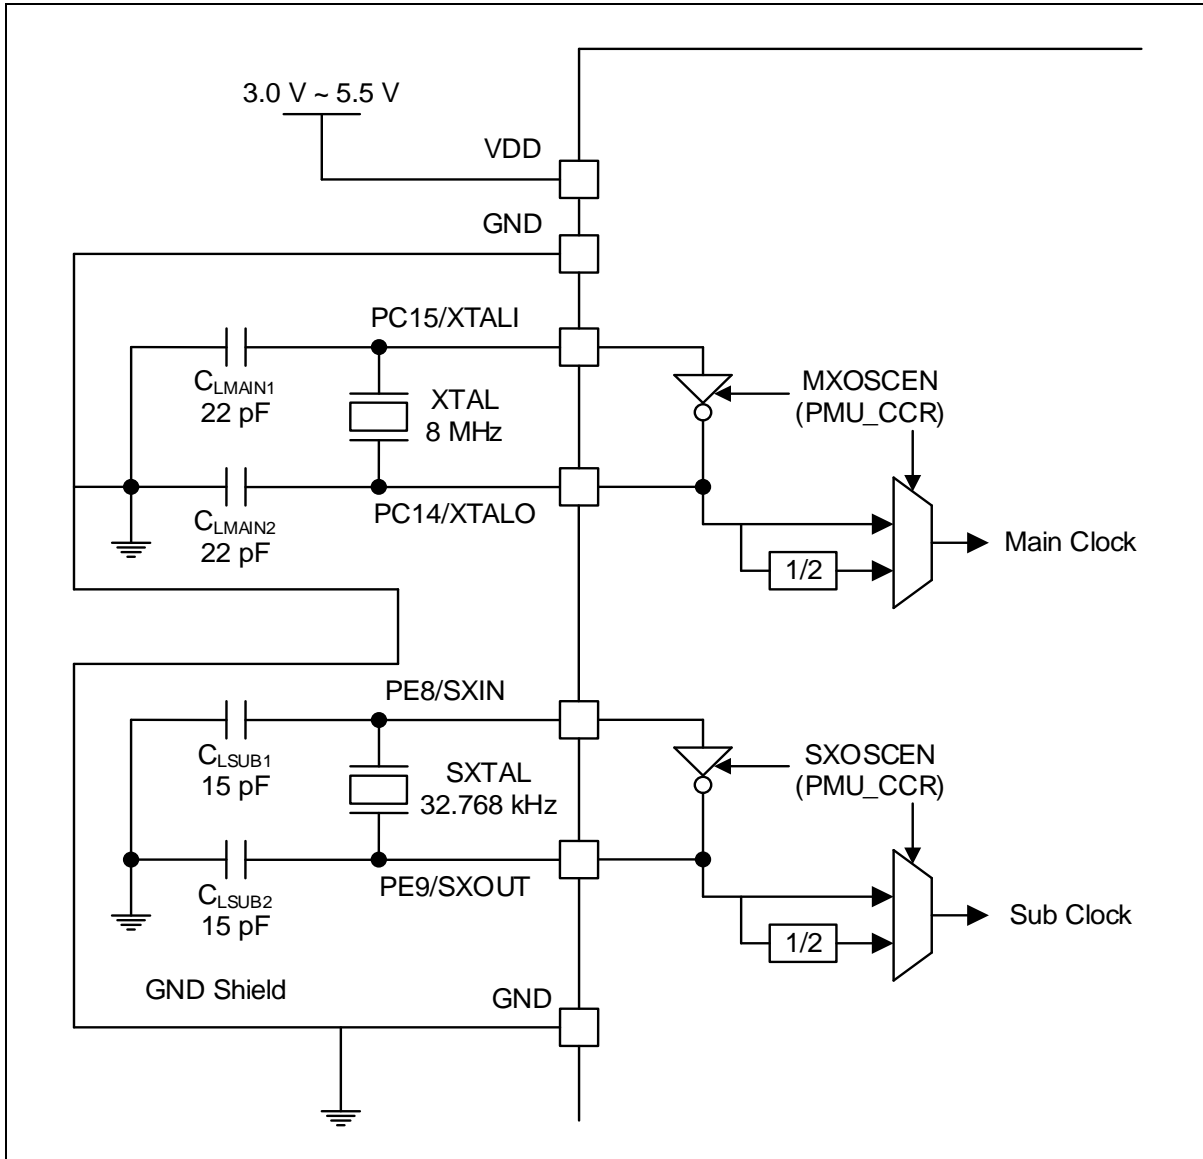 3.0 V ~ 5.5 V
VDD
GND
PC15/XTALI
CLMAIN1
22 pF
XTAL
8 MHz
MXOSCEN
(PMU_CCR)
PC14/XTALO
CLMAIN2
22 pF
1/2
Main Clock
PE8/SXIN
CLSUB1
15 pF
SXTAL
32.768 kHz
SXOSCEN
(PMU_CCR)
PE9/SXOUT
CLSUB2
15 pF
1/2
Sub Clock
GND Shield
GND